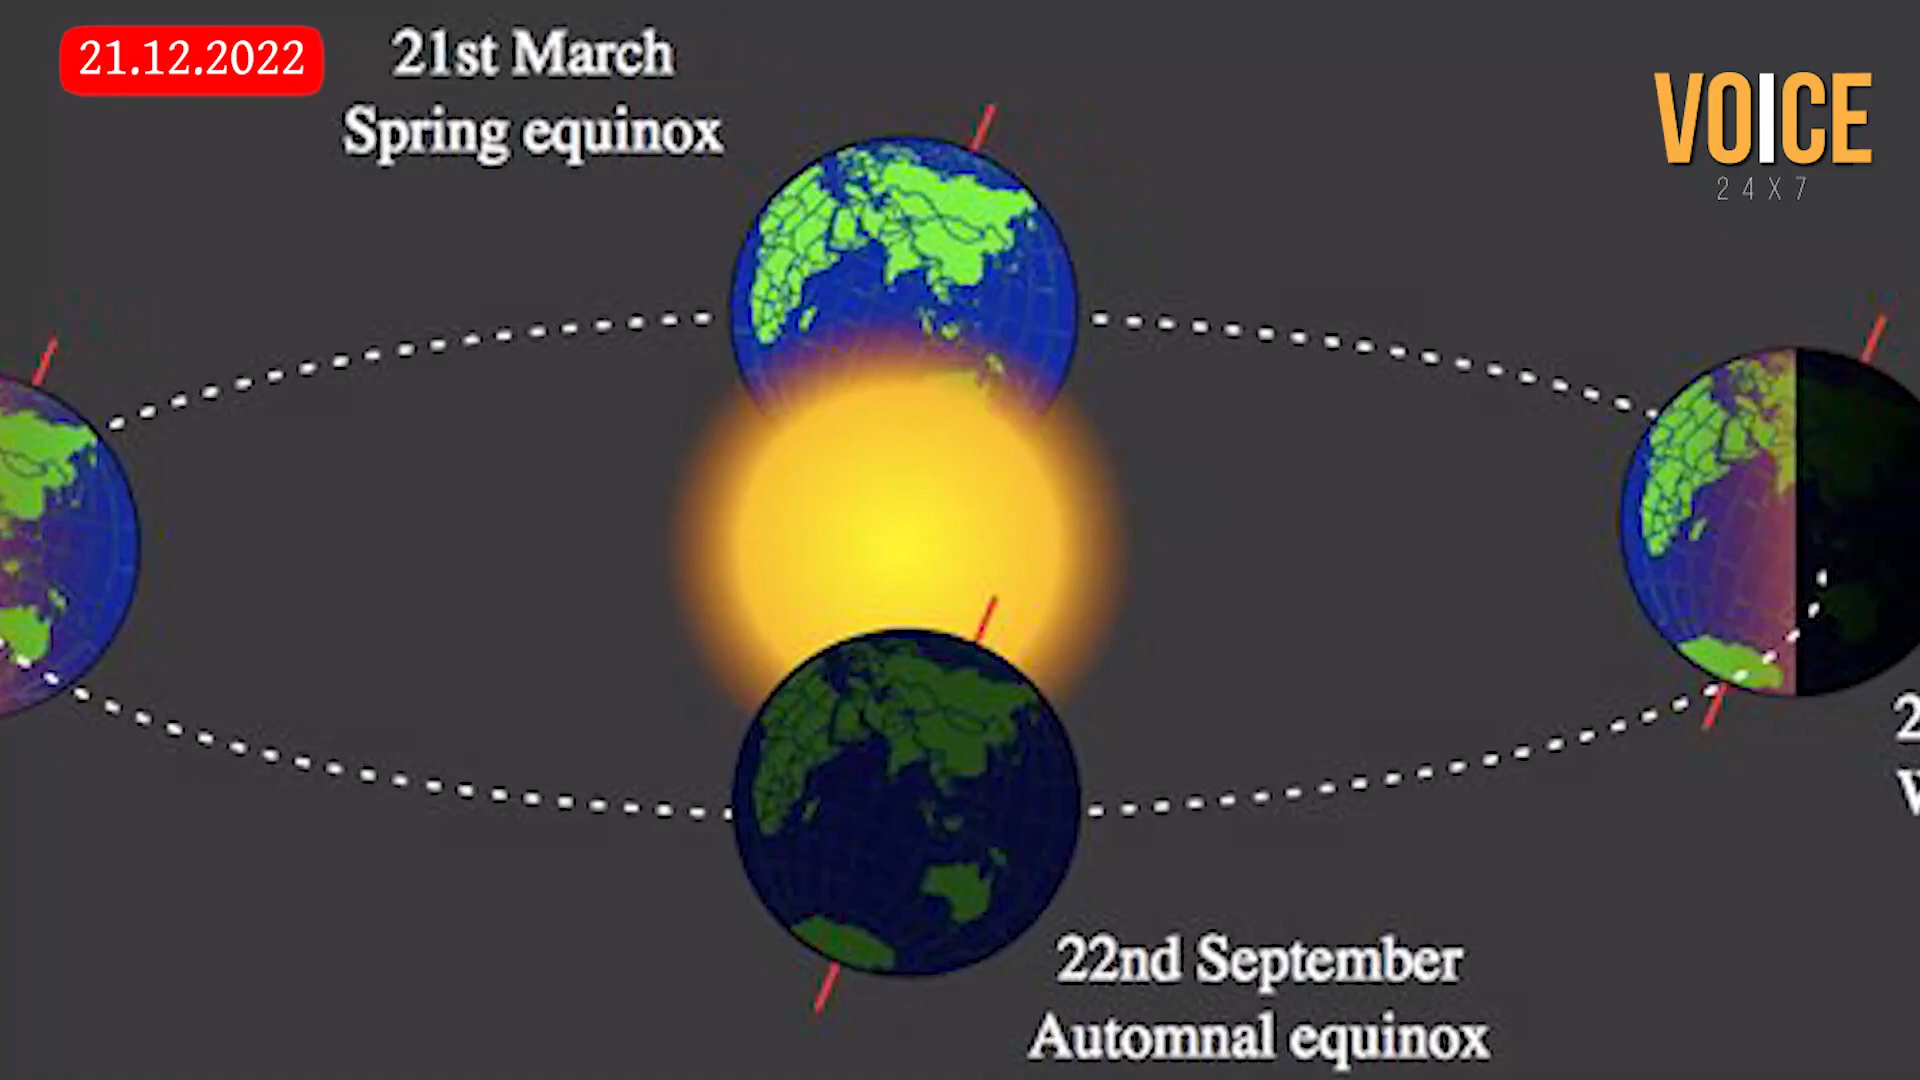 21.12.2022
21st March
Spring equinox
VOICE
24X7
22nd September
Automnal equinox